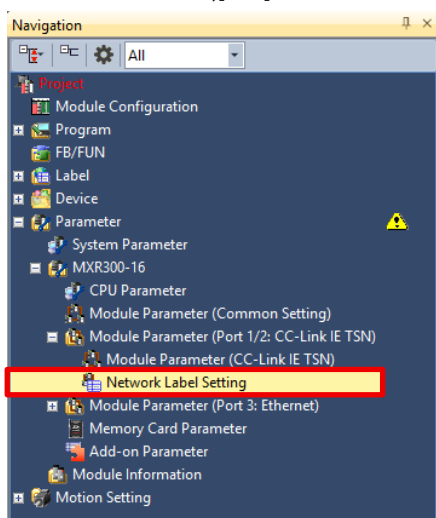 Navigation
All
Project
Module Configuration
Program
FB/FUN
Label
Device
Parameter
System Parameter
MXR300-16
CPU Parameter
Module Parameter (Common Setting)
Module Parameter (Port 1/2: CC-Link IE TSN)
Module Parameter (CC-Link IE TSN)
Network Label Setting
Module Parameter (Port 3: Ethernet)
Memory Card Parameter
Add-on Parameter
Module Information
Motion Setting